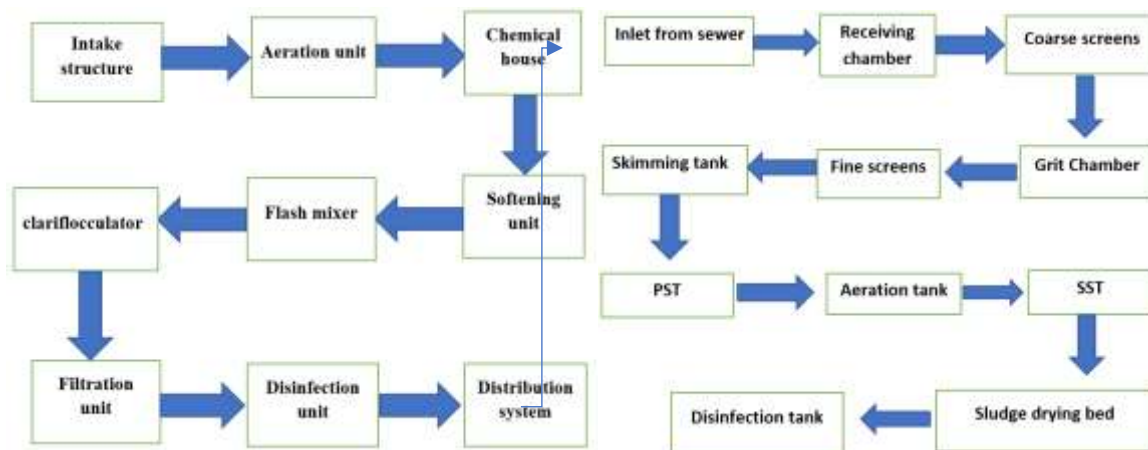 Intake
structure
Aeration unit
Chemical
house
Softening
unit
Flash mixer
clariflocculator
Filtration
unit
Disinfection
unit
Distribution
system
Inlet from sewer
Receiving
chamber
Coarse screens
Grit Chamber
Fine screens
Skimming tank
PST
Aeration tank
SST
Sludge drying bed
Disinfection tank